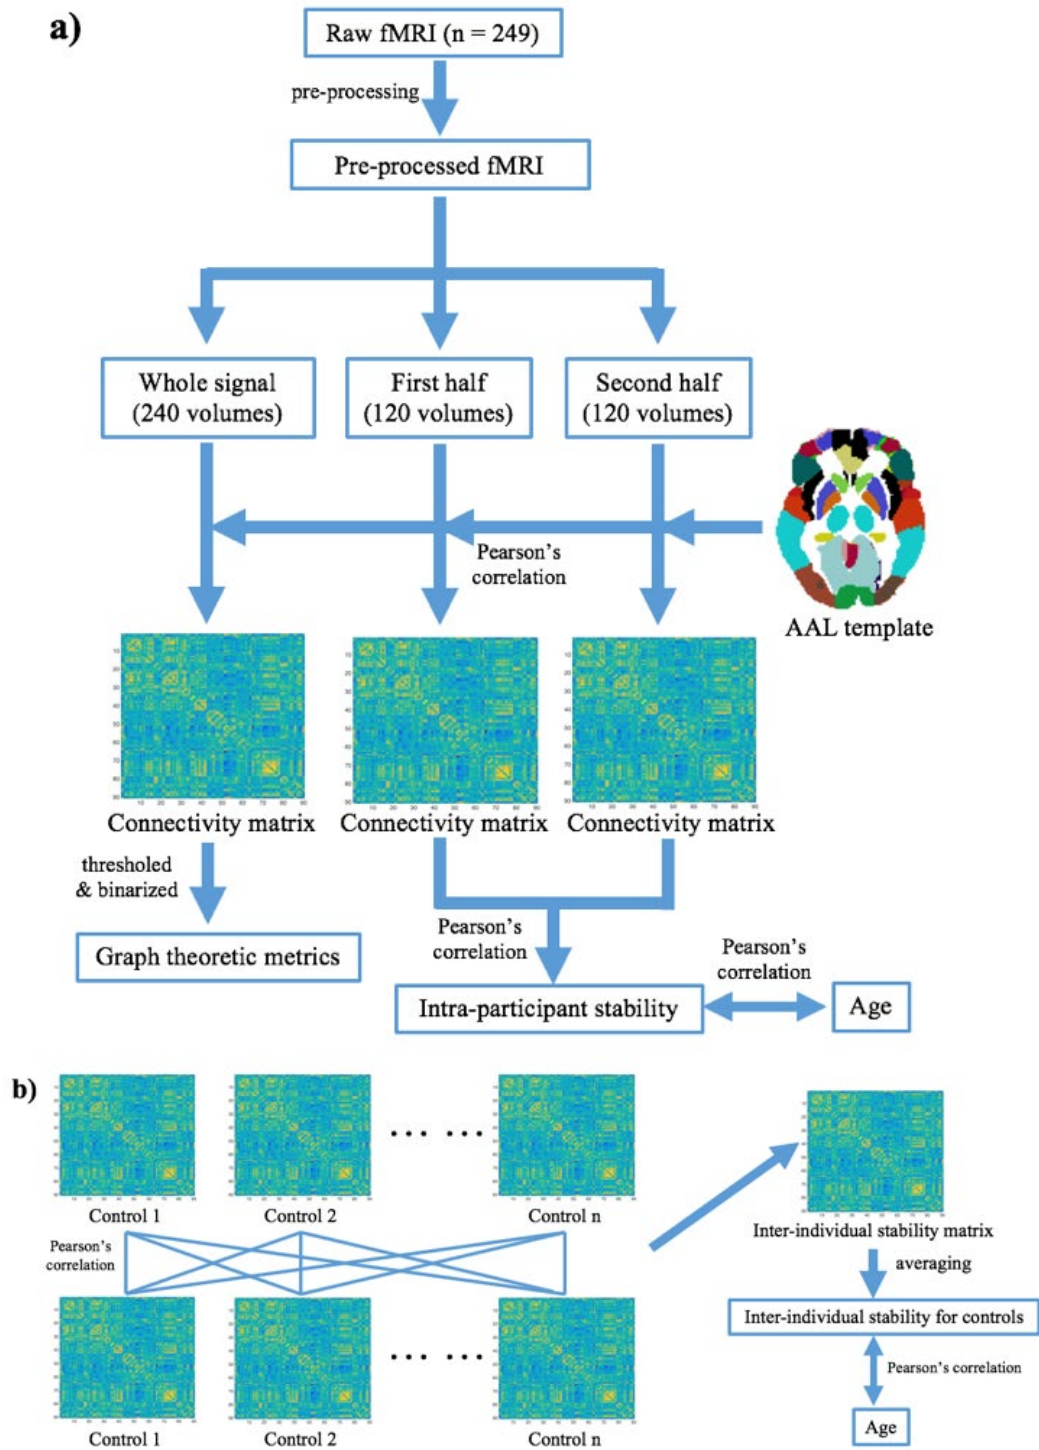 a)
Raw fMRI (n = 249)
pre-processing
Pre-processed fMRI
Whole signal
(240 volumes)
First half
(120 volumes)
Second half
(120 volumes)
Pearson's
correlation
AAL template
Connectivity matrix
Connectivity matrix
Connectivity matrix
thresholed
& binarized
Graph theoretic metrics
Pearson's
correlation
Intra-participant stability
Pearson's
correlation
Age
b)
Control 1
Control 2
... ...
Control n
Pearson's
correlation
Control 1
Control 2
... ...
Control n
Inter-individual stability matrix
averaging
Inter-individual stability for controls
Pearson's correlation
Age